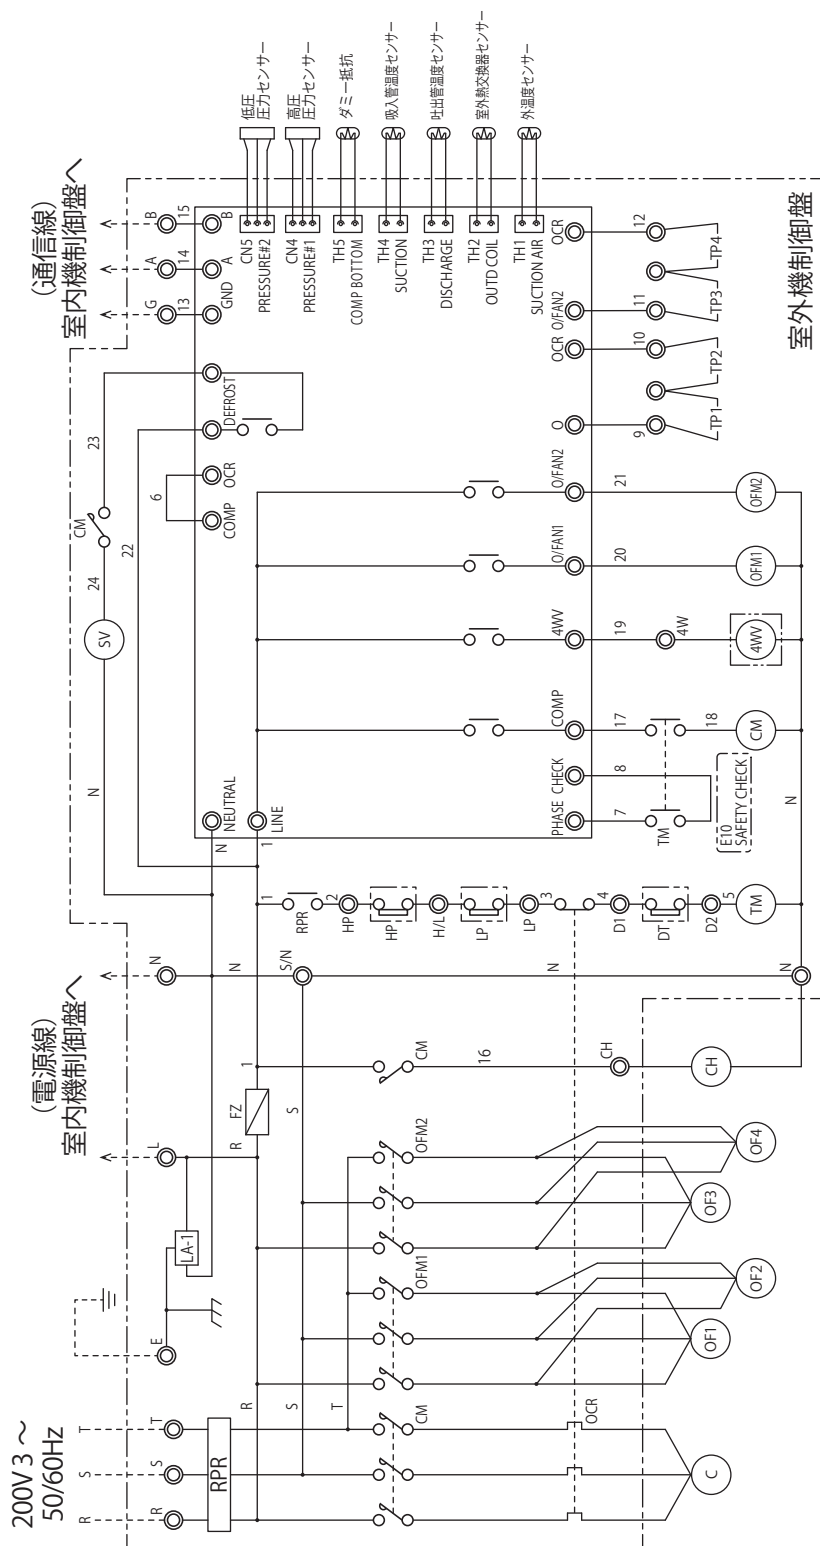 200V 3 ～
50/60Hz
R
S
T
R
S
T
RPR
E
LA-1
L
（電源線）
室内機制御盤へ
N
R
S
T
R
FZ
S
1
N
S/N
CM
OFM1
OFM2
CM
16
CH
CH
OCR
C
OF1
OF2
OF3
OF4
N
1
RPR
2
HP
HP
H/L
LP
LP
3
4
D1
DT
D2
5
TM
N
N
SV
24
CM
23
22
N
NEUTRAL
1
LINE
6
COMP
OCR
DEFROST
（通信線）
室内機制御盤へ
G
A
B
13
14
15
GND
A
B
CN5
PRESSURE#2
低圧
圧力センサー
CN4
PRESSURE#1
高圧
圧力センサー
TH5
COMP BOTTOM
ダミー抵抗
TH4
SUCTION
吸入管温度センサー
TH3
DISCHARGE
吐出管温度センサー
TH2
OUTD COIL
室外熱交換器センサー
TH1
SUCTION AIR
外温度センサー
PHASE
CHECK
COMP
4WV
O/FAN1
O/FAN2
O
OCR
O/FAN2
OCR
7
8
17
19
20
21
9
10
11
12
TM
18
4W
E10
SAFETY CHECK
CM
4WV
OFM1
OFM2
TP1
TP2
TP3
TP4
N
室外機制御盤